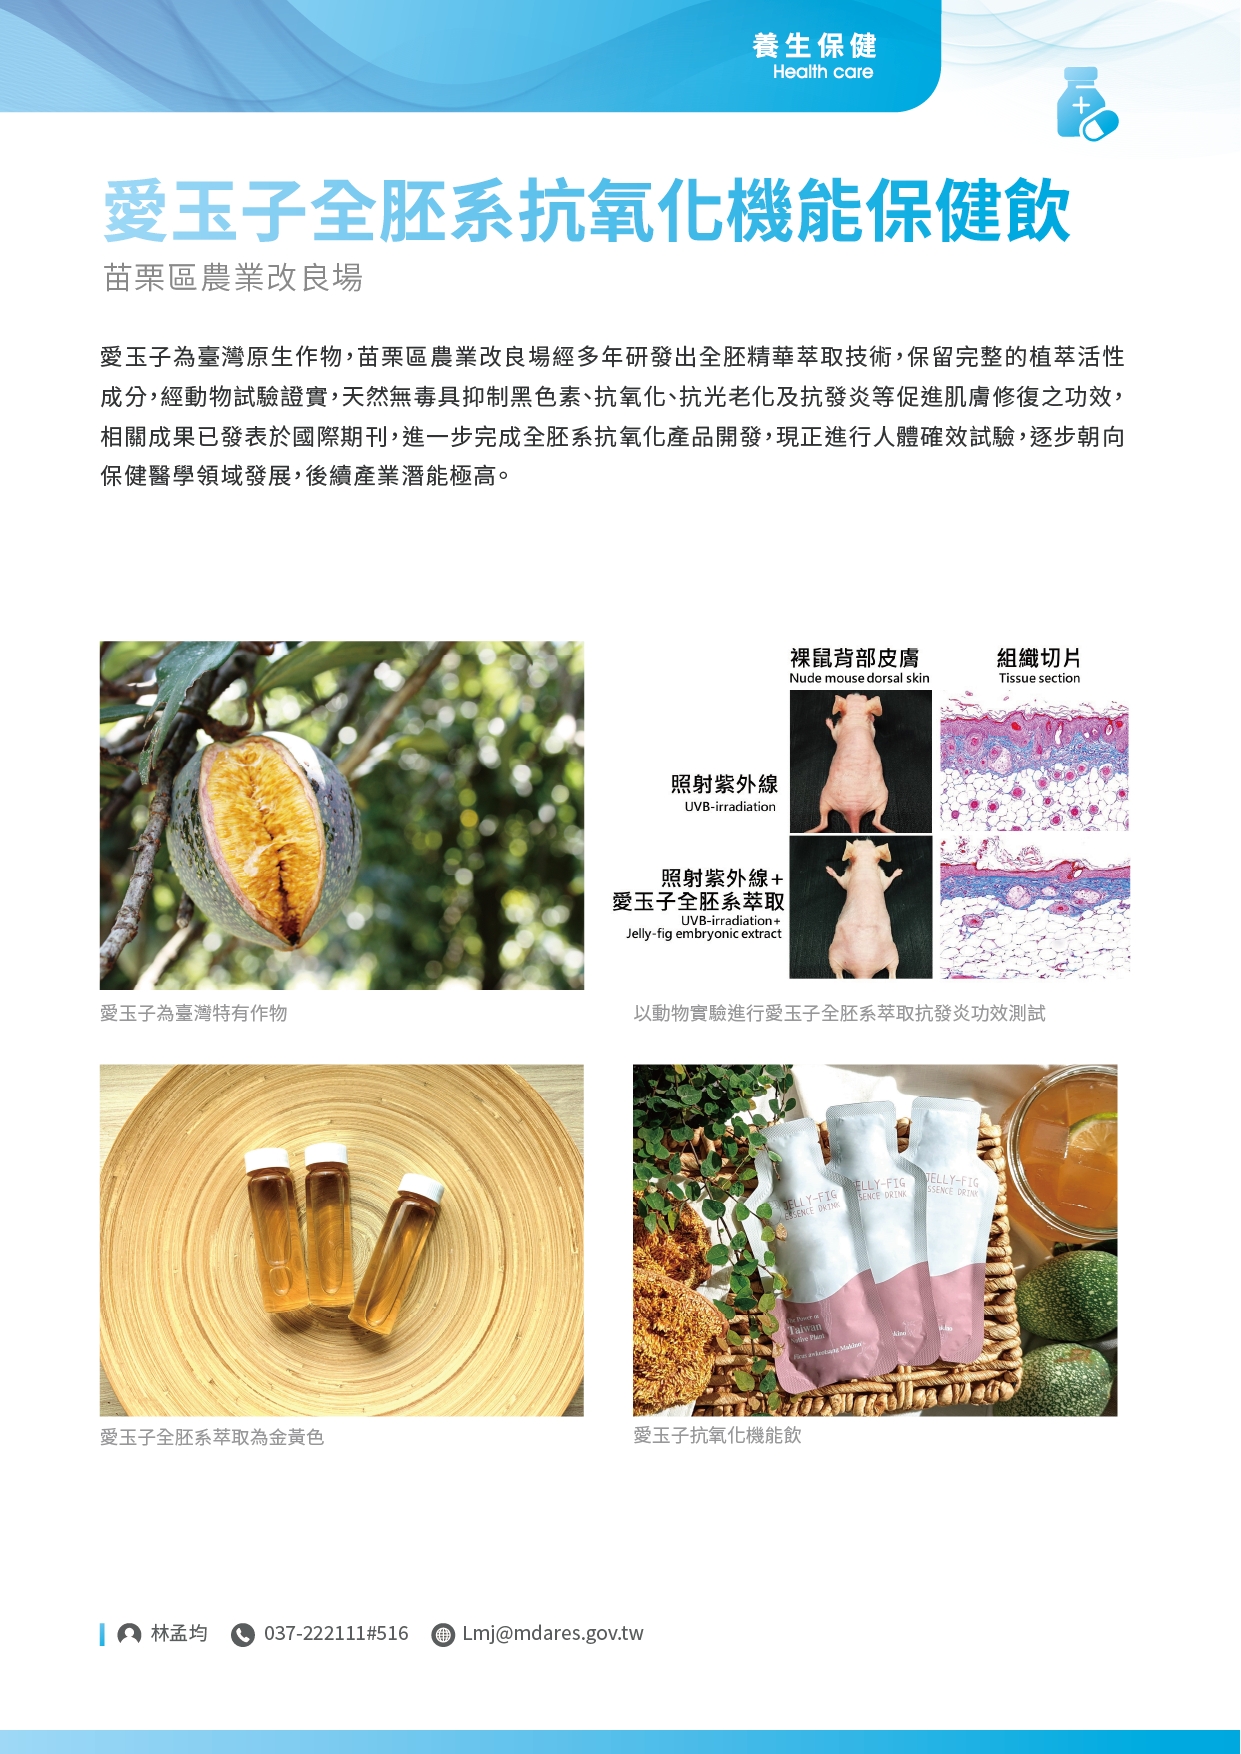 養生保健
Health care
愛玉子全胚系抗氧化機能保健飲
苗栗區農業改良場
愛玉子為臺灣原生作物，苗栗區農業改良場經多年研發出全胚精華萃取技術，保留完整的植萃活性
成分，經動物試驗證實，天然無毒具抑制黑色素、抗氧化、抗光老化及抗發炎等促進肌膚修復之功效，
相關成果已發表於國際期刊，進一步完成全胚系抗氧化產品開發，現正進行人體確效試驗，逐步朝向
保健醫學領域發展，後續產業潛能極高。
裸鼠背部皮膚
Nude mouse dorsal skin
組織切片
Tissue section
照射紫外線
UVB-irradiation
照射紫外線+
愛玉子全胚系萃取
UVB-irradiation+
Jelly-fig embryonic extract
愛玉子為臺灣特有作物
以動物實驗進行愛玉子全胚系萃取抗發炎功效測試
JELLY-FIG
ESSENCE DRINK
ELLY-FIG
SENCE DRINK
JELLY-FIG
SSENCE DRINK
The Power in
Taiwan
Native Plant
Ficus awkeotsang Makino
kino
kino
愛玉子全胚系萃取為金黃色
愛玉子抗氧化機能飲
林孟均 037-222111#516 Lmj@mdares.gov.tw